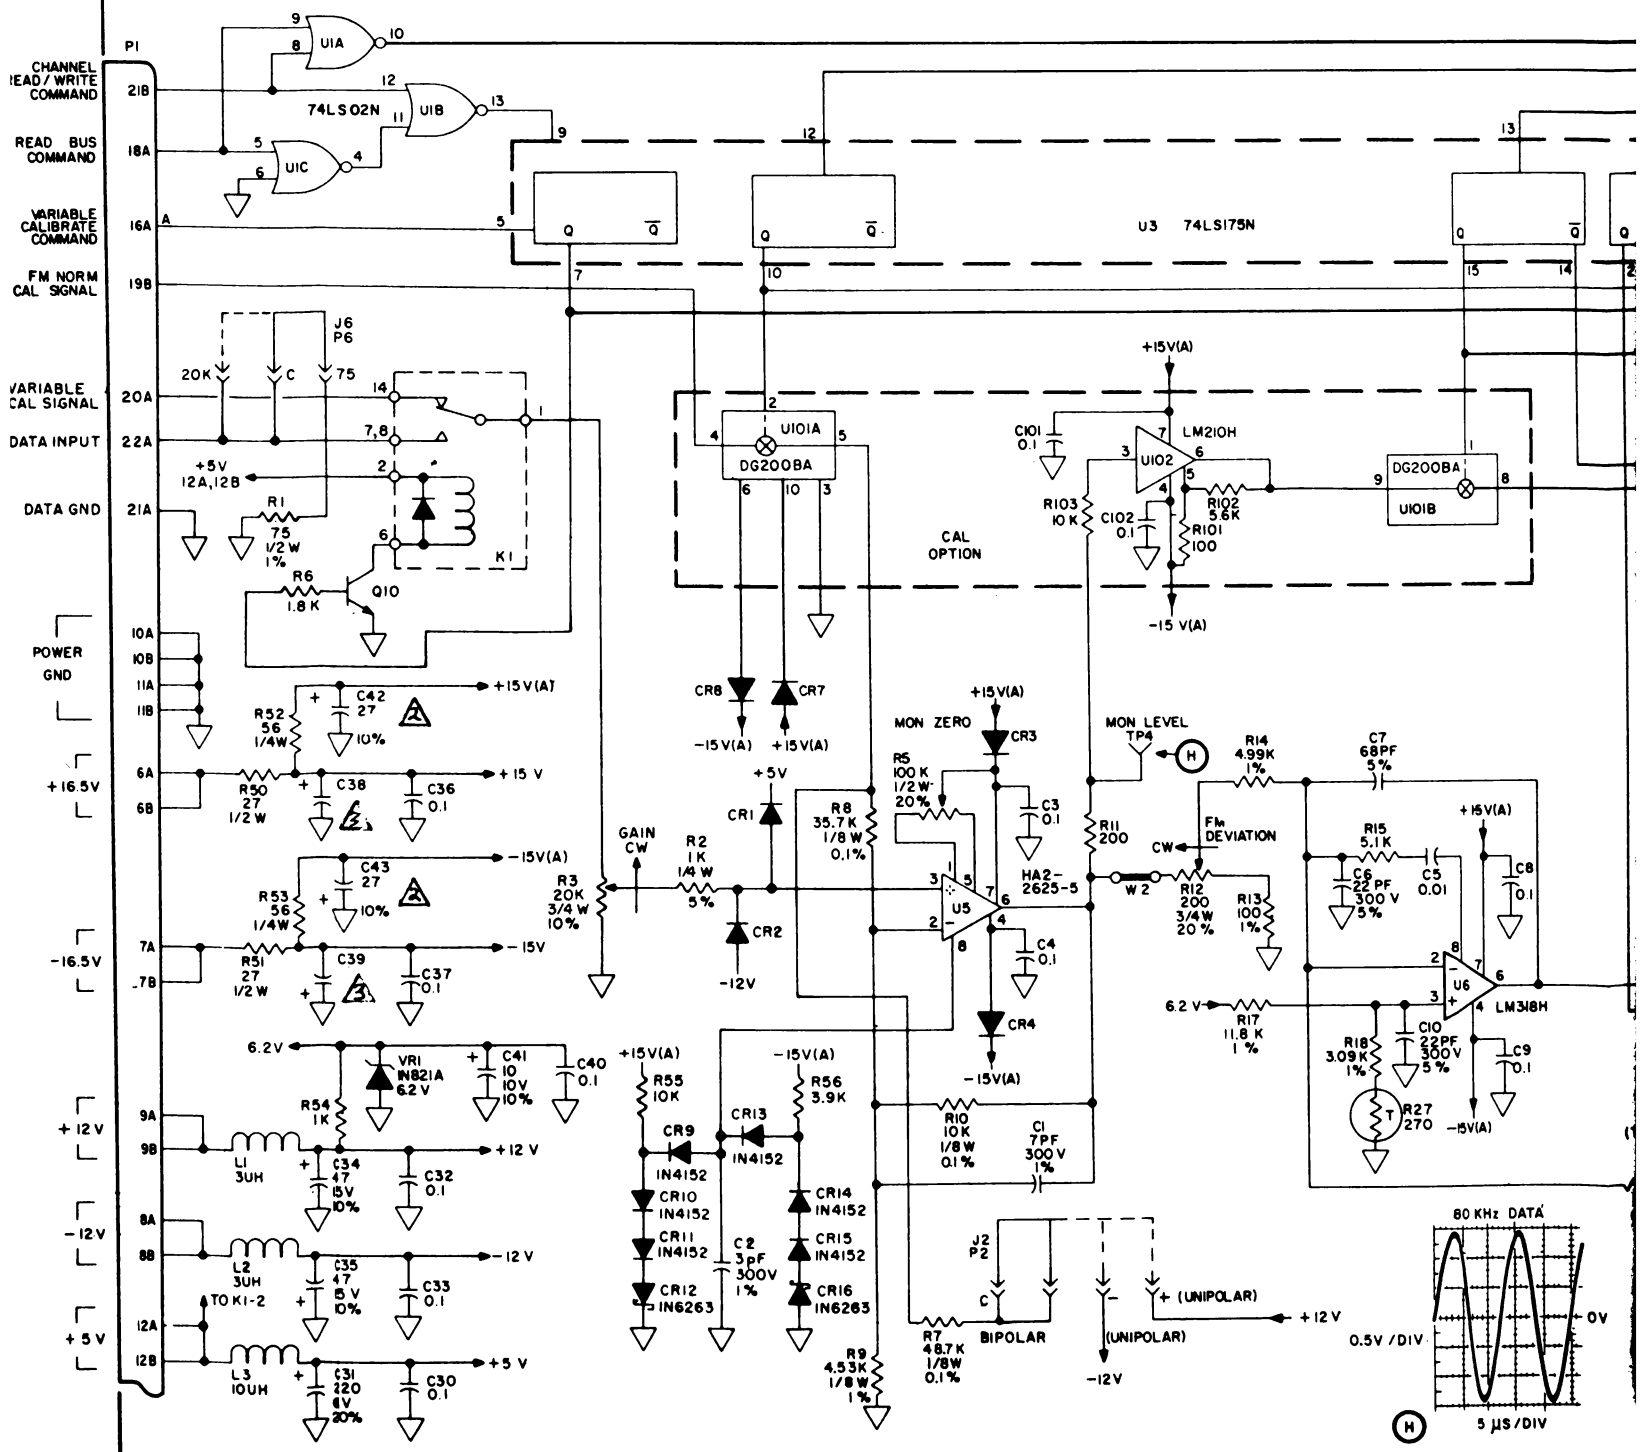 P1
CHANNEL
READ/WRITE
COMMAND
21B
READ BUS
COMMAND
18A
VARIABLE
CALIBRATE
COMMAND
16A
A
FM NORM
CAL SIGNAL
19B
VARIABLE
CAL SIGNAL
20A
DATA INPUT
22A
DATA GND
21A
POWER
GND
10A
10B
11A
11B
+16.5V
6A
6B
-16.5V
7A
7B
+12V
9A
9B
-12V
8A
8B
+5V
12A
12B
9
8
U1A
10
12
11
U1B
13
74LS02N
5
6
U1C
4
9
12
13
5
Q
Q
Q
Q
U3 74LS175N
Q
Q
Q
7
10
15
14
2
J6
P6
20K
C
75
14
7,8
2
6
1
+5V
12A,12B
K1
R1
75
1/2W
1%
R6
1.8K
Q10
2
4
U101A
5
DG200BA
6
10
3
CR8
CR7
-15V(A)
+15V(A)
CAL
OPTION
+15V(A)
C101
0.1
7
LM210H
3
U102
6
5
4
R103
10K
C102
0.1
R102
5.6K
R101
100
-15V(A)
1
DG200BA
9
8
U101B
+15V(A)
C42
27
10%
2
R52
56
1/4W
R50
27
1/2W
C38
3
C36
0.1
+15V
-15V(A)
C43
27
10%
2
R53
56
1/4W
R51
27
1/2W
C39
3
C37
0.1
-15V
6.2V
VR1
IN821A
6.2V
C41
10
10V
10%
C40
0.1
R54
1K
L1
3UH
C34
47
15V
10%
C32
0.1
+12V
L2
3UH
C35
47
15V
10%
C33
0.1
-12V
TO K1-2
L3
10UH
C31
220
6V
20%
C30
0.1
+5V
GAIN
CW
R3
20K
3/4W
10%
R2
1K
1/4W
5%
+5V
CR1
CR2
-12V
R8
35.7K
1/8W
0.1%
MON ZERO
+15V(A)
CR3
R5
100K
1/2W
20%
C3
0.1
HA2-
2625-5
1
5
7
3
+
U5
6
2
-
4
8
C4
0.1
CR4
-15V(A)
MON LEVEL
TP4
H
R11
200
W2
CW
FM
DEVIATION
R12
200
3/4W
20%
R13
100
1%
R14
4.99K
1%
C7
68PF
5%
+15V(A)
R15
5.1K
C6
22PF
300V
5%
C5
0.01
C8
0.1
8
2
-
7
U6
6
3
+
4
LM318H
6.2V
R17
11.8K
1%
R18
3.09K
1%
C10
22PF
300V
5%
C9
0.1
T
R27
270
-15V(A)
+15V(A)
R55
10K
-15V(A)
R56
3.9K
CR9
IN4152
CR13
IN4152
CR10
IN4152
CR11
IN4152
CR12
IN6263
CR14
IN4152
CR15
IN4152
CR16
IN6263
C2
3pF
300V
1%
R10
10K
1/8W
0.1%
C1
7PF
300V
1%
J2
P2
C
-
+ (UNIPOLAR)
BIPOLAR
(UNIPOLAR)
+12V
-12V
R7
48.7K
1/8W
0.1%
R9
4.53K
1/8W
1%
80 KHz DATA
0V
0.5V/DIV
5 µS/DIV
H